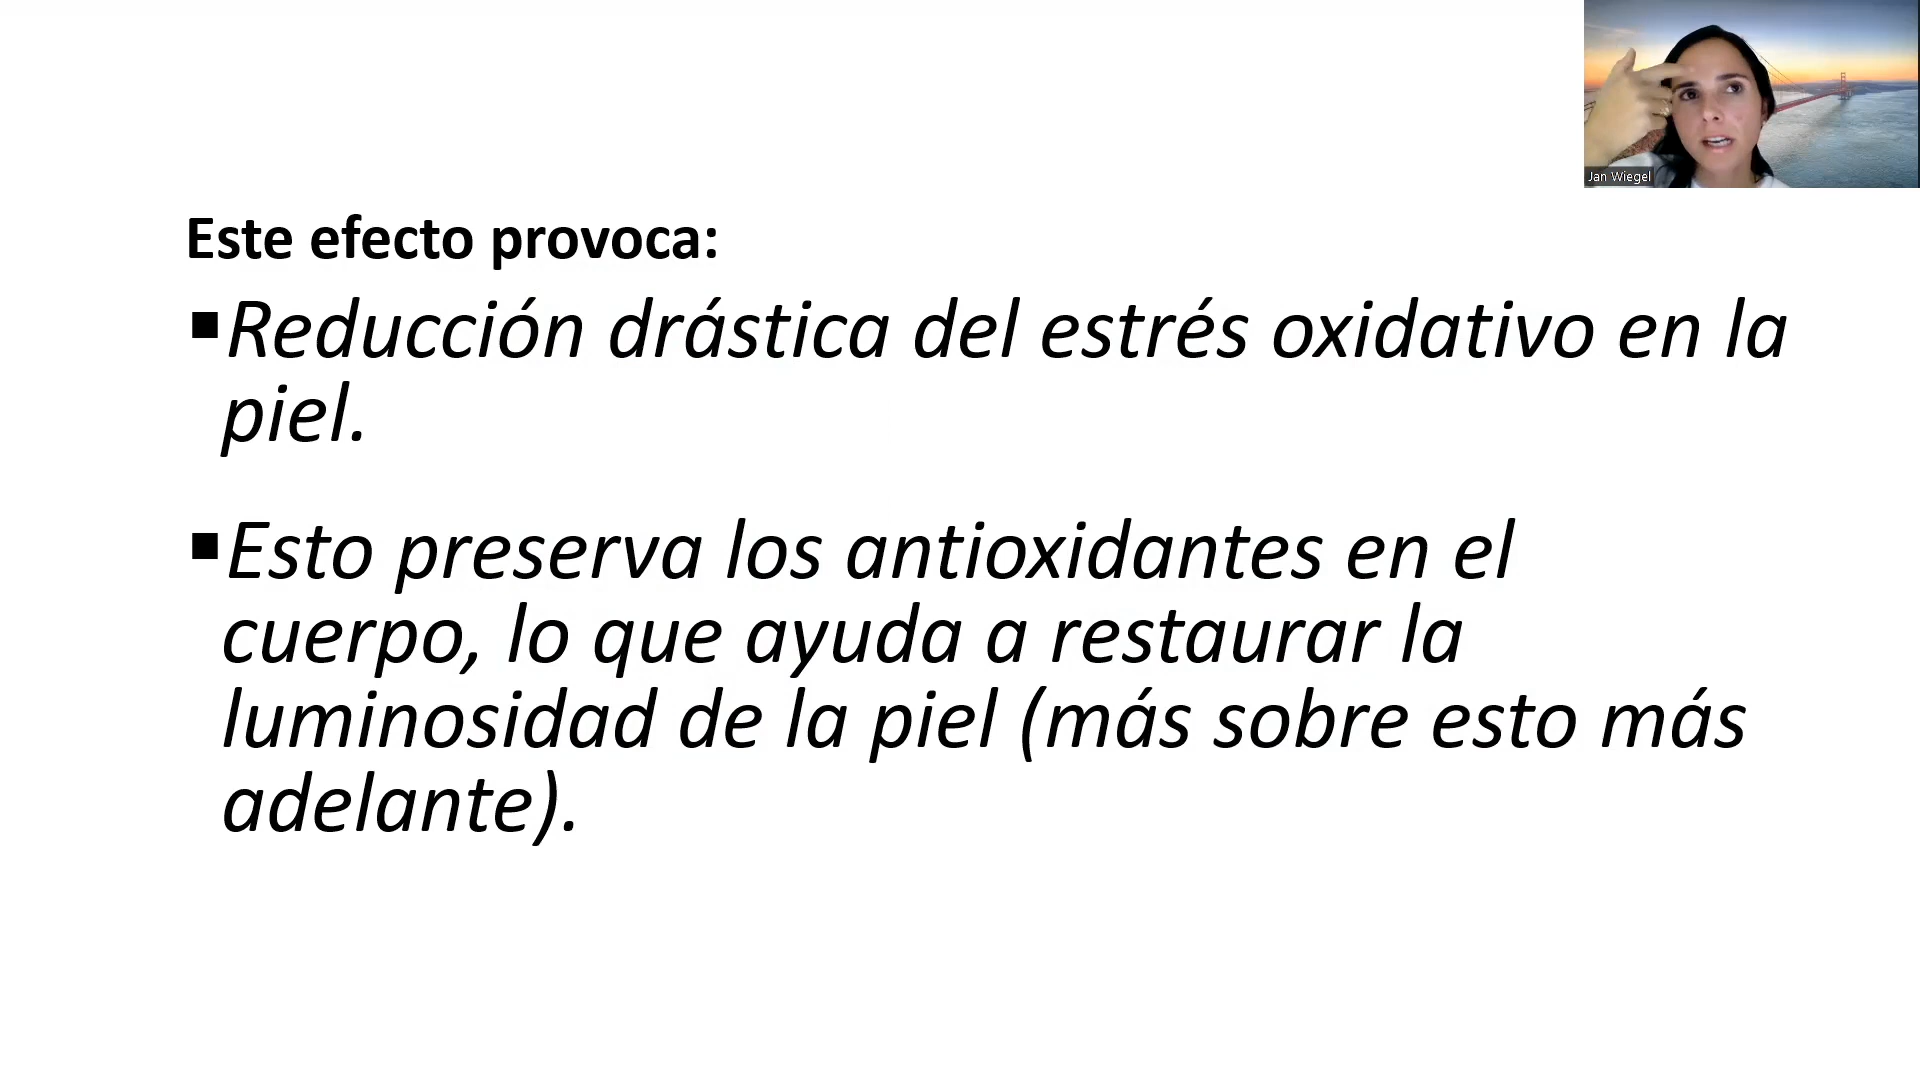 Jan Wiegel
Este efecto provoca:
▪Reducción drástica del estrés oxidativo en la
piel.
▪Esto preserva los antioxidantes en el
cuerpo, lo que ayuda a restaurar la
luminosidad de la piel (más sobre esto más
adelante).